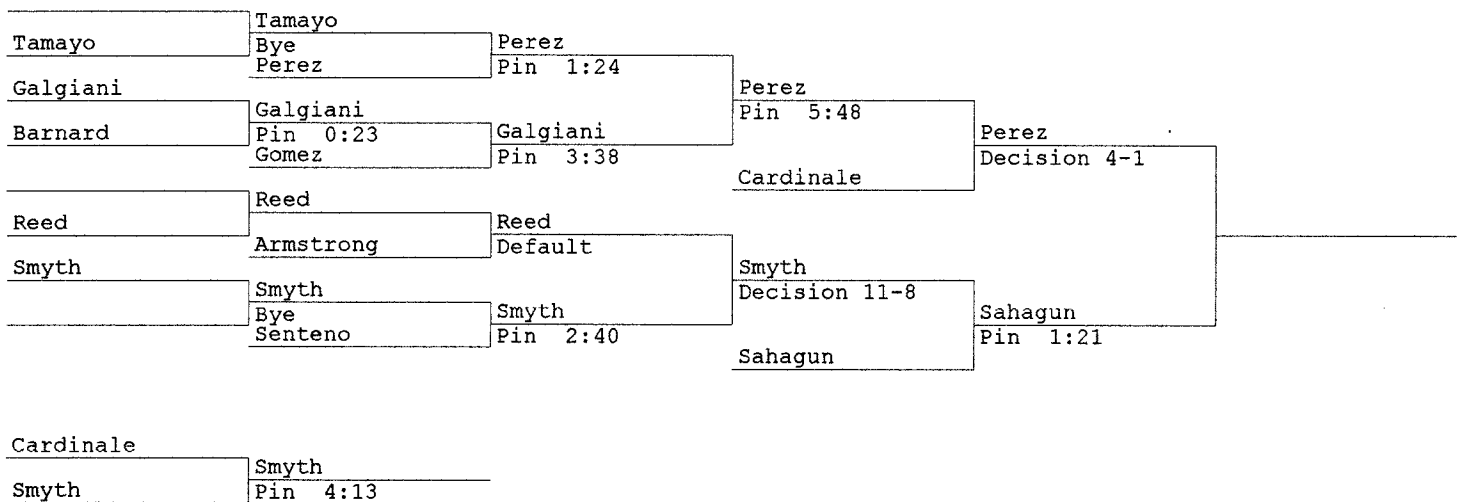 Tamayo
Tamayo
Bye
Perez
Perez
Pin 1:24
Galgiani
Barnard
Galgiani
Pin 0:23
Gomez
Galgiani
Pin 3:38
Perez
Pin 5:48
Cardinale
Perez
Decision 4-1
Reed
Reed
Armstrong
Reed
Default
Smyth
Smyth
Bye
Senteno
Smyth
Pin 2:40
Smyth
Decision 11-8
Sahagun
Sahagun
Pin 1:21
Cardinale
Smyth
Smyth
Pin 4:13